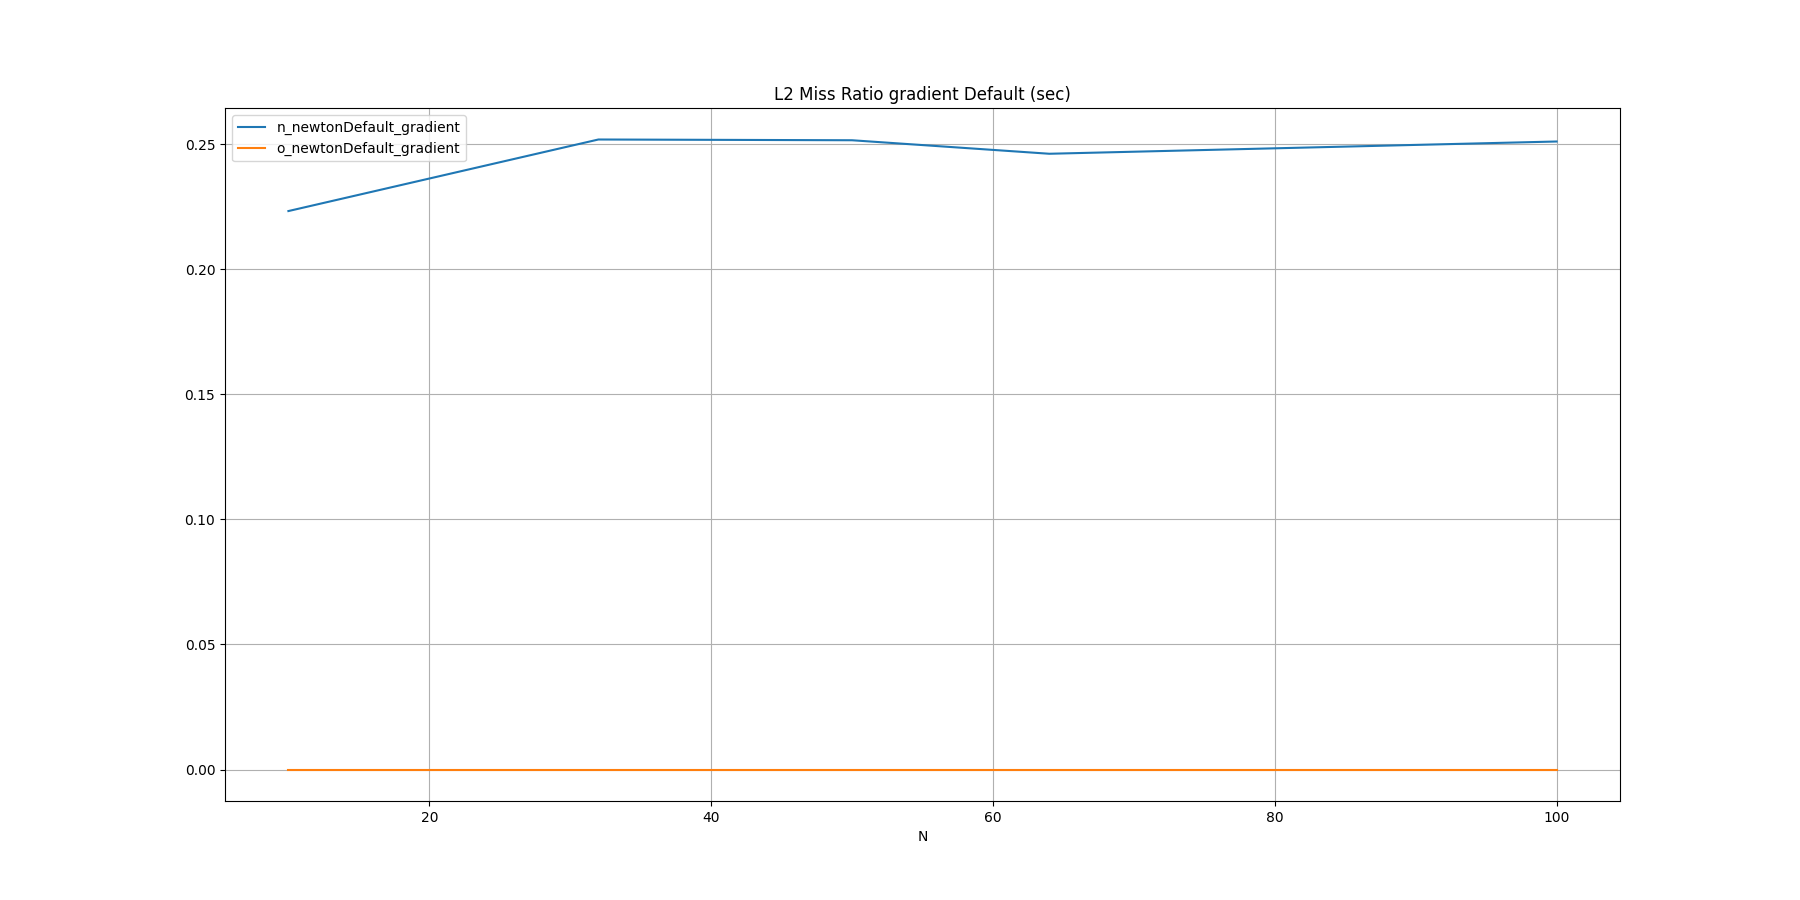 L2 Miss Ratio gradient Default (sec)
n_newtonDefault_gradient
o_newtonDefault_gradient
0.25
0.20
0.15
0.10
0.05
0.00
20 40 60 80 100
N